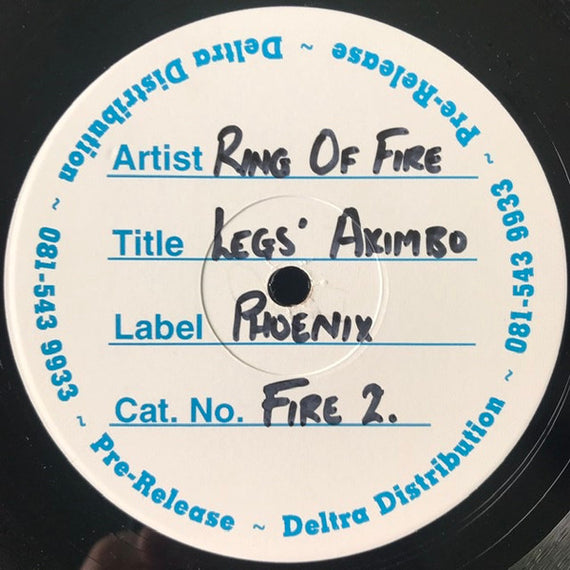 Deltra Distribution ~ Pre-Release ~ 081-543 9933 ~ Deltra Distribution ~ Pre-Release ~ 081-543 9933 ~
Artist RING OF FIRE
Title LEGS' AKIMBO
Label PHOENIX
Cat. No. FIRE 2.